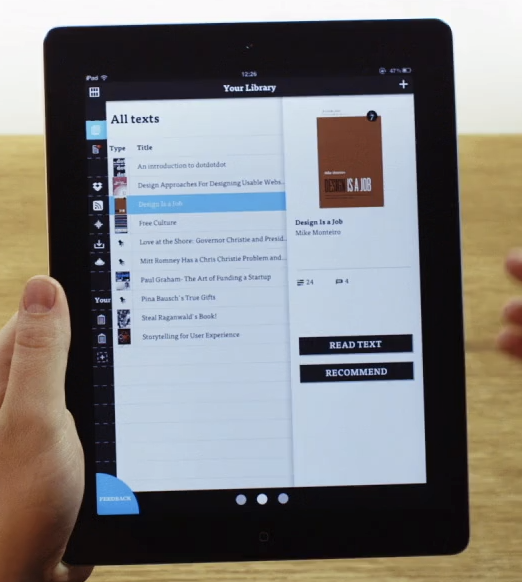 iPad
12:26
47%
Your Library
+
All texts
Type Title
An introduction to dotdotdot
Design Approaches For Designing Usable Webs...
Design Is a Job
Free Culture
Love at the Shore: Governor Christie and Presid...
Mitt Romney Has a Chris Christie Problem and...
Paul Graham- The Art of Funding a Startup
Pina Bausch´s True Gifts
Steal Raganwald´s Book!
Storytelling for User Experience
Your
FEEDBACK
7
Mike Monteiro
DESIGN IS A JOB
Design Is a Job
Mike Monteiro
24
4
READ TEXT
RECOMMEND